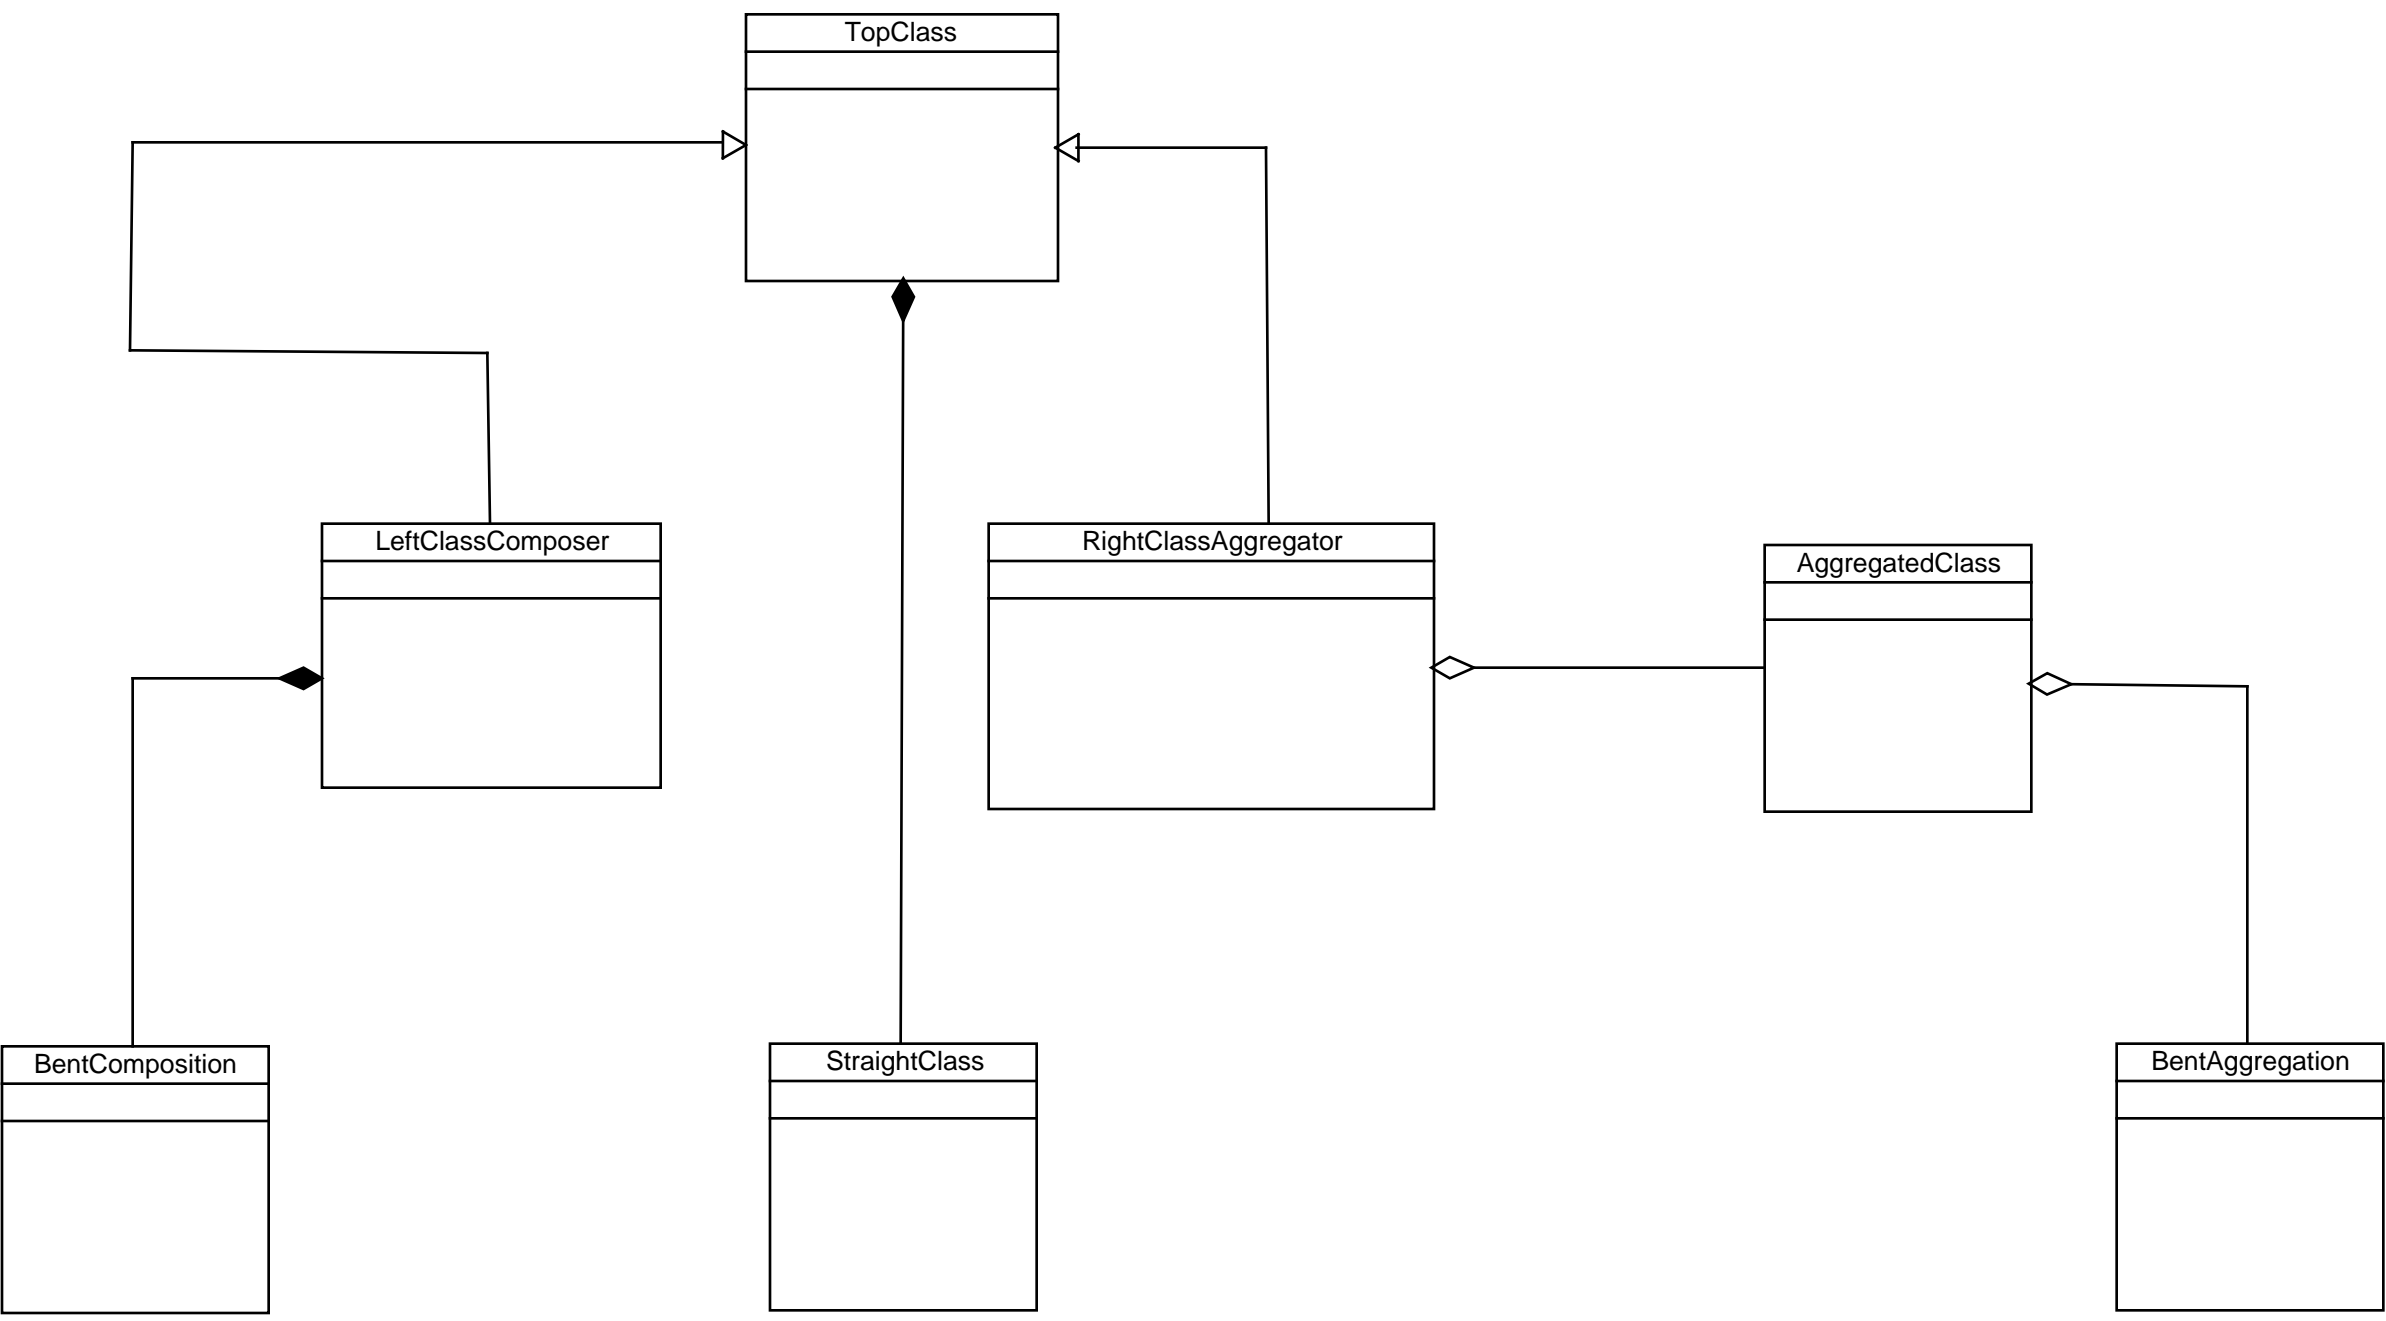 TopClass
LeftClassComposer
RightClassAggregator
AggregatedClass
BentComposition
StraightClass
BentAggregation